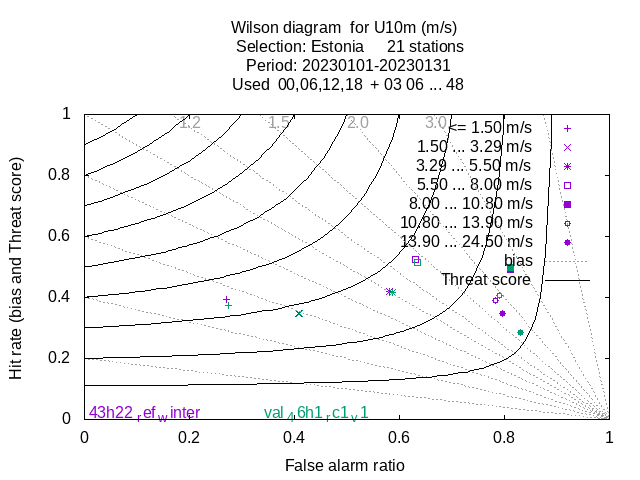 Wilson diagram  for U10m (m/s)
Selection: Estonia     21 stations
Period: 20230101-20230131
Used  00,06,12,18  + 03 06 ... 48
1
0.8
0.6
0.4
0.2
0
Hit rate (bias and Threat score)
1.2
1.5
2.0
3.0
<= 1.50 m/s
1.50 ... 3.29 m/s
3.29 ... 5.50 m/s
5.50 ... 8.00 m/s
8.00 ... 10.80 m/s
10.80 ... 13.90 m/s
13.90 ... 24.50 m/s
bias
Threat score
43h22refwinter
val46h1rc1v1
0 0.2 0.4 0.6 0.8 1
False alarm ratio